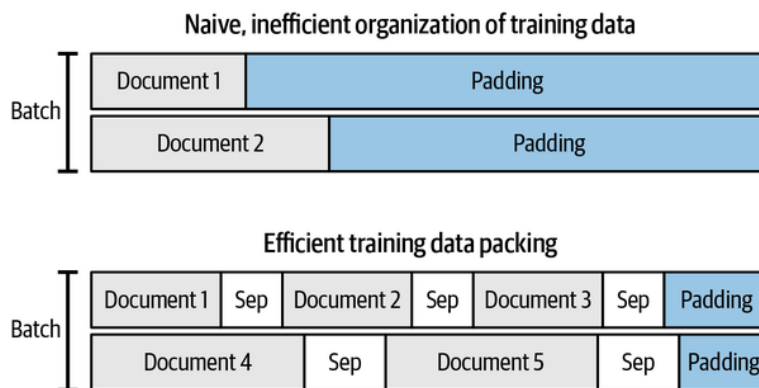 Naive, inefficient organization of training data
Batch
Document 1 Padding
Document 2 Padding
Efficient training data packing
Batch
Document 1 Sep Document 2 Sep Document 3 Sep Padding
Document 4 Sep Document 5 Sep Padding